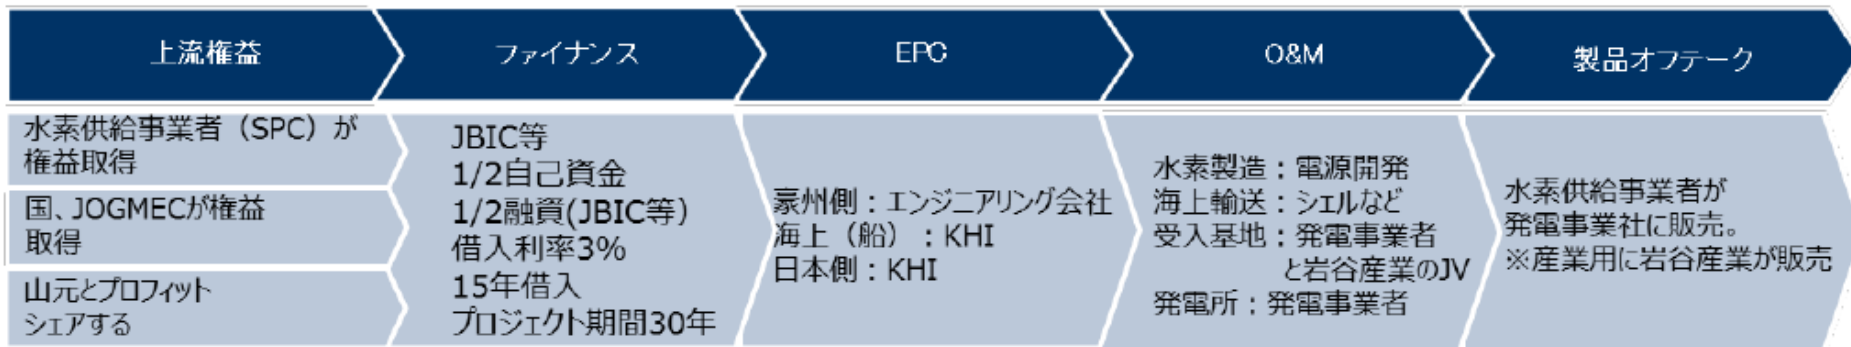 上流権益
ファイナンス
EPC
O&M
製品オフテーク
水素供給事業者（SPC）が
権益取得
国、JOGMECが権益
取得
山元とプロフィット
シェアする
JBIC等
1/2自己資金
1/2融資(JBIC等）
借入利率3%
15年借入
プロジェクト期間30年
豪州側：エンジニアリング会社
海上（船）：KHI
日本側：KHI
水素製造：電源開発
海上輸送：シェルなど
受入基地：発電事業者
と岩谷産業のJV
発電所：発電事業者
水素供給事業者が
発電事業社に販売。
※産業用に岩谷産業が販売